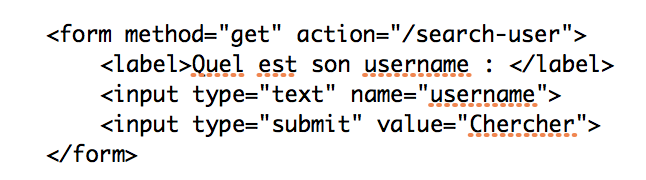 <form method="get" action="/search-user">
<label>Quel est son username : </label>
<input type="text" name="username">
<input type="submit" value="Chercher">
</form>